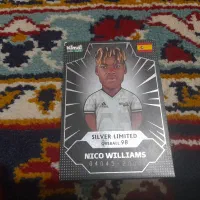 SILVER LIMITED
OVERALL 98
NICO WILLIAMS